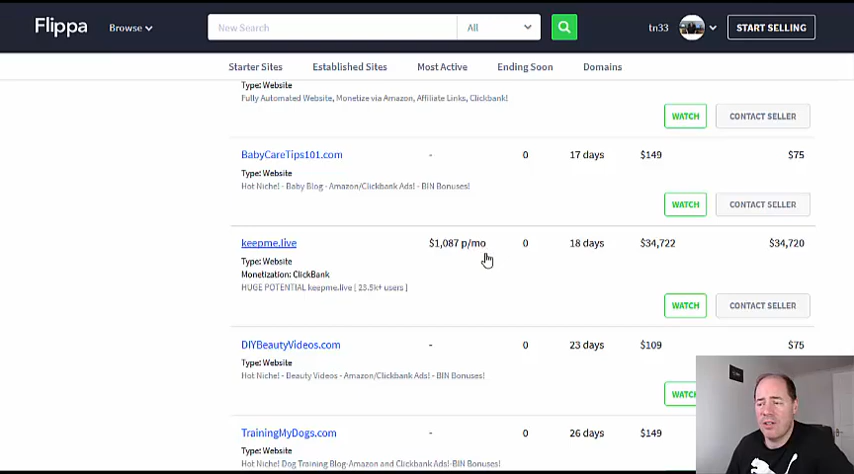 Flippa
Browse
New Search
All
tn33
START SELLING
Starter Sites
Established Sites
Most Active
Ending Soon
Domains
Type: Website
Fully Automated Website, Monetize via Amazon, Affiliate Links, Clickbank!
WATCH
CONTACT SELLER
BabyCareTips101.com - 0 17 days $149 $75
Type: Website
Hot Niche! - Baby Blog - Amazon/Clickbank Ads! - BIN Bonuses!
WATCH
CONTACT SELLER
keepme.live $1,087 p/mo 0 18 days $34,722 $34,720
Type: Website
Monetization: ClickBank
HUGE POTENTIAL keepme.live [ 23.5k+ users ]
WATCH
CONTACT SELLER
DIYBeautyVideos.com - 0 23 days $109 $75
Type: Website
Hot Niche! - Beauty Videos - Amazon/Clickbank Ads! - BIN Bonuses!
WATC
TrainingMyDogs.com - 0 26 days $149
Type: Website
Hot Niche! Dog Training Blog-Amazon and Clickbank Ads!-BIN Bonuses!